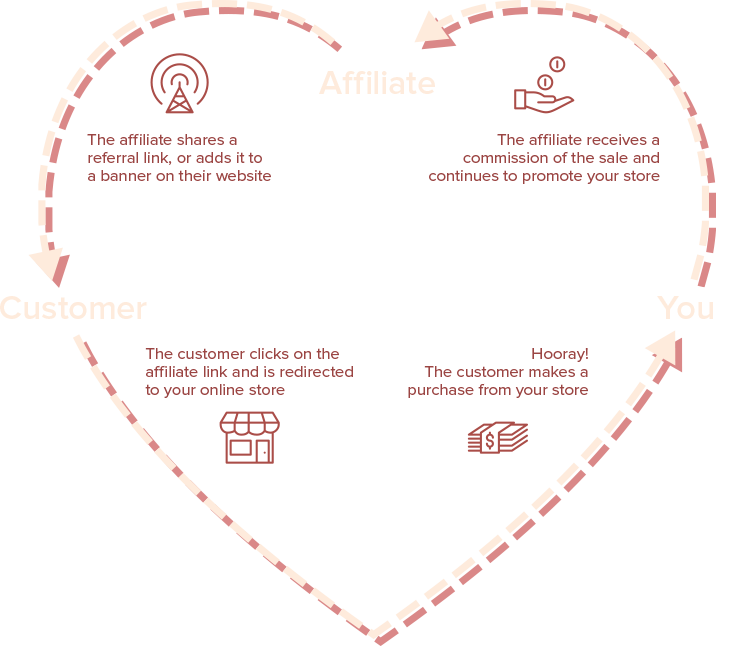 Affiliate
The affiliate shares a
referral link, or adds it to
a banner on their website
The affiliate receives a
commission of the sale and
continues to promote your store
Customer
You
The customer clicks on the
affiliate link and is redirected
to your online store
Hooray!
The customer makes a
purchase from your store
$